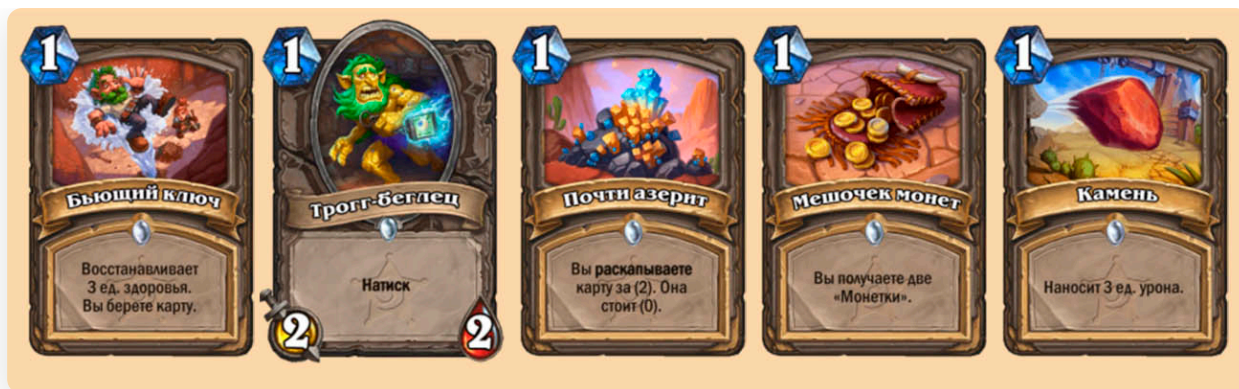 1
Бьющий ключ
Восстанавливает
3 ед. здоровья.
Вы берете карту.
1
Трогг-беглец
Натиск
2
2
1
Почти азерит
Вы раскапываете
карту за (2). Она
стоит (0).
1
Мешочек монет
Вы получаете две
«Монетки».
1
Камень
Наносит 3 ед. урона.